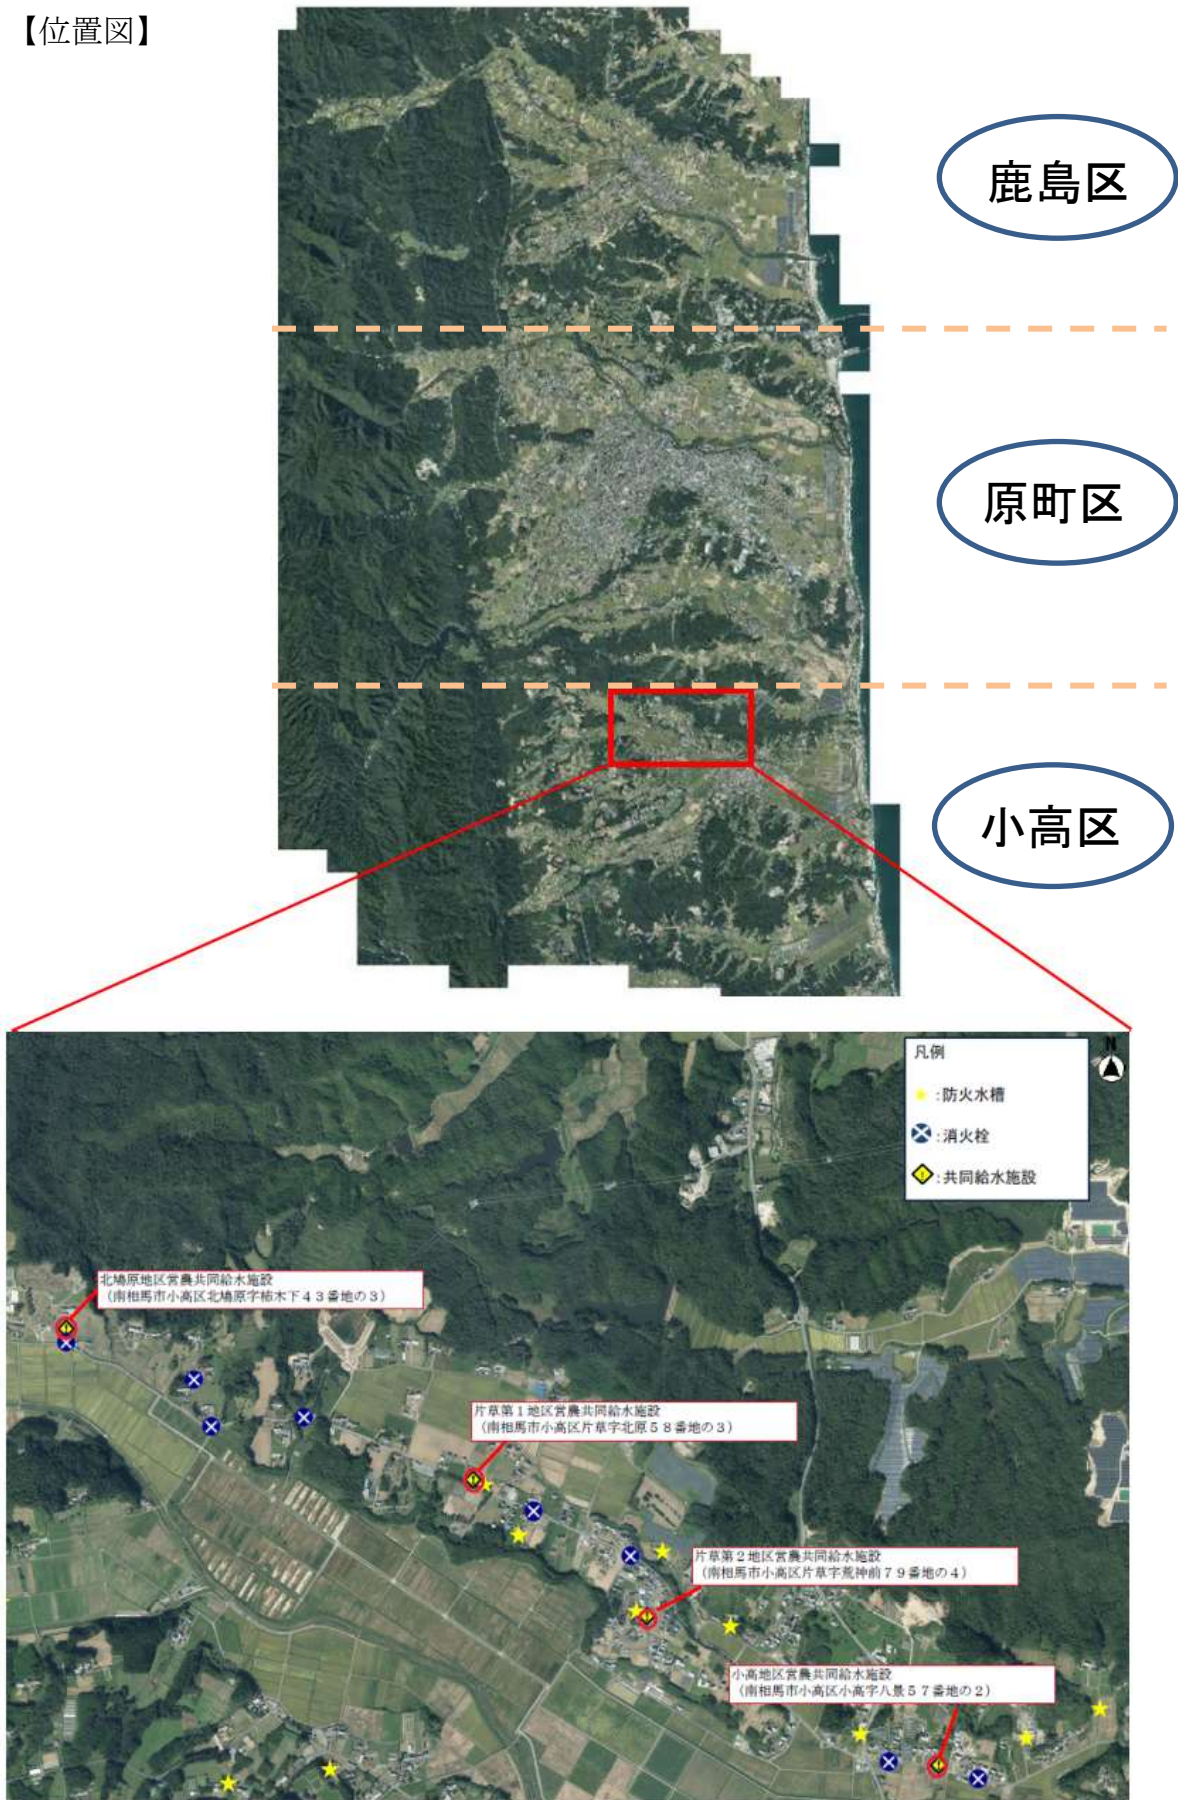 【位置図】
鹿島区
原町区
小高区
凡例
:防火水槽
:消火栓
:共同給水施設
N
北鳩原地区営農共同給水施設
（南相馬市小高区北鳩原字柿木下４３番地の３）
片草第１地区営農共同給水施設
（南相馬市小高区片草字北原５８番地の３）
片草第２地区営農共同給水施設
（南相馬市小高区片草字荒神前７９番地の４）
小高地区営農共同給水施設
（南相馬市小高区小高字八景５７番地の２）